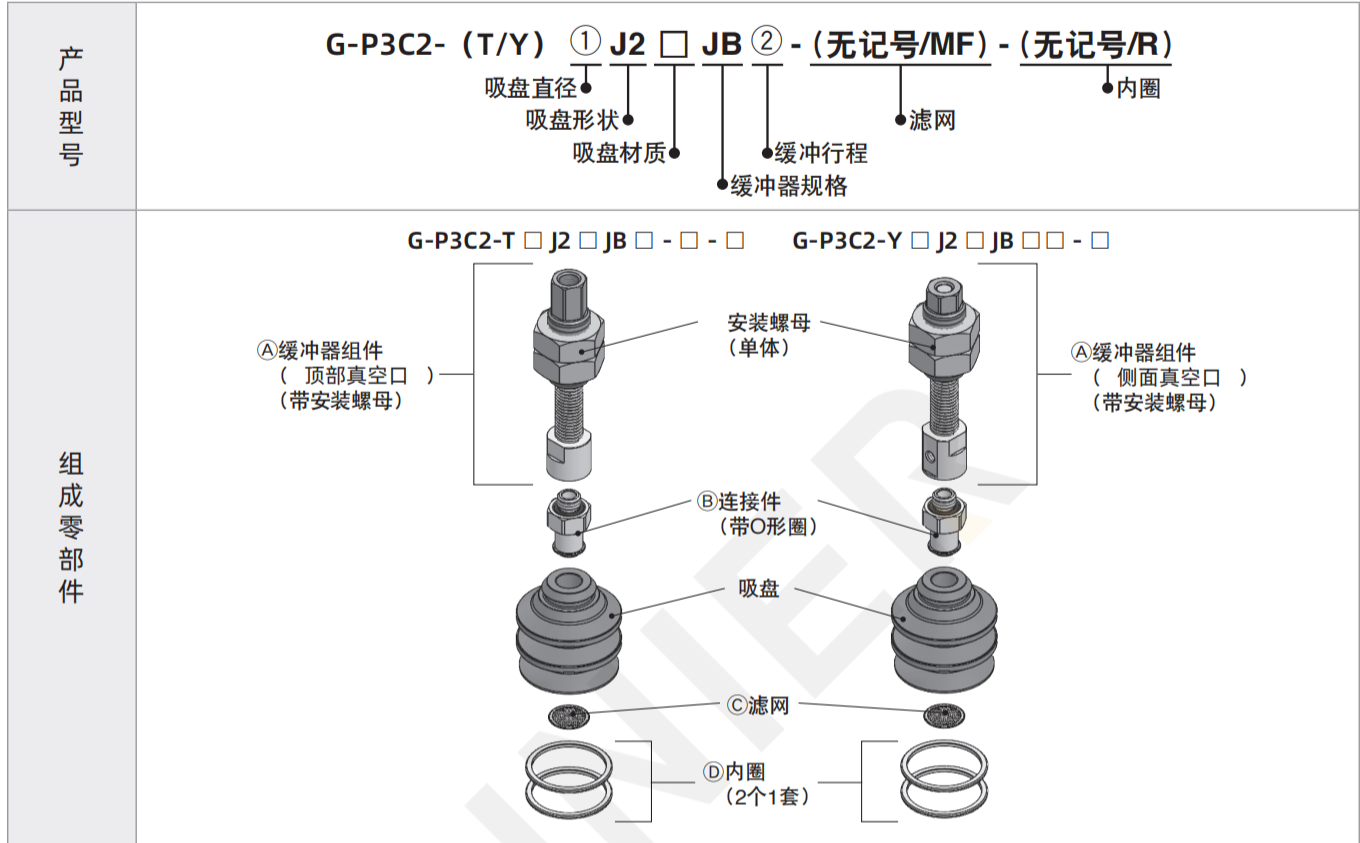 产品型号
G-P3C2- (T/Y) ① J2 □ JB ② - (无记号/MF) - (无记号/R)
吸盘直径
内圈
吸盘形状
滤网
吸盘材质
缓冲行程
缓冲器规格
组成零部件
G-P3C2-T □ J2 □ JB □ - □ - □
G-P3C2-Y □ J2 □ JB □□ - □
Ⓐ缓冲器组件
( 顶部真空口 )
(带安装螺母)
安装螺母
(单体)
Ⓐ缓冲器组件
( 侧面真空口 )
(带安装螺母)
Ⓑ连接件
(带O形圈)
吸盘
Ⓒ滤网
Ⓓ内圈
(2个1套)
INER